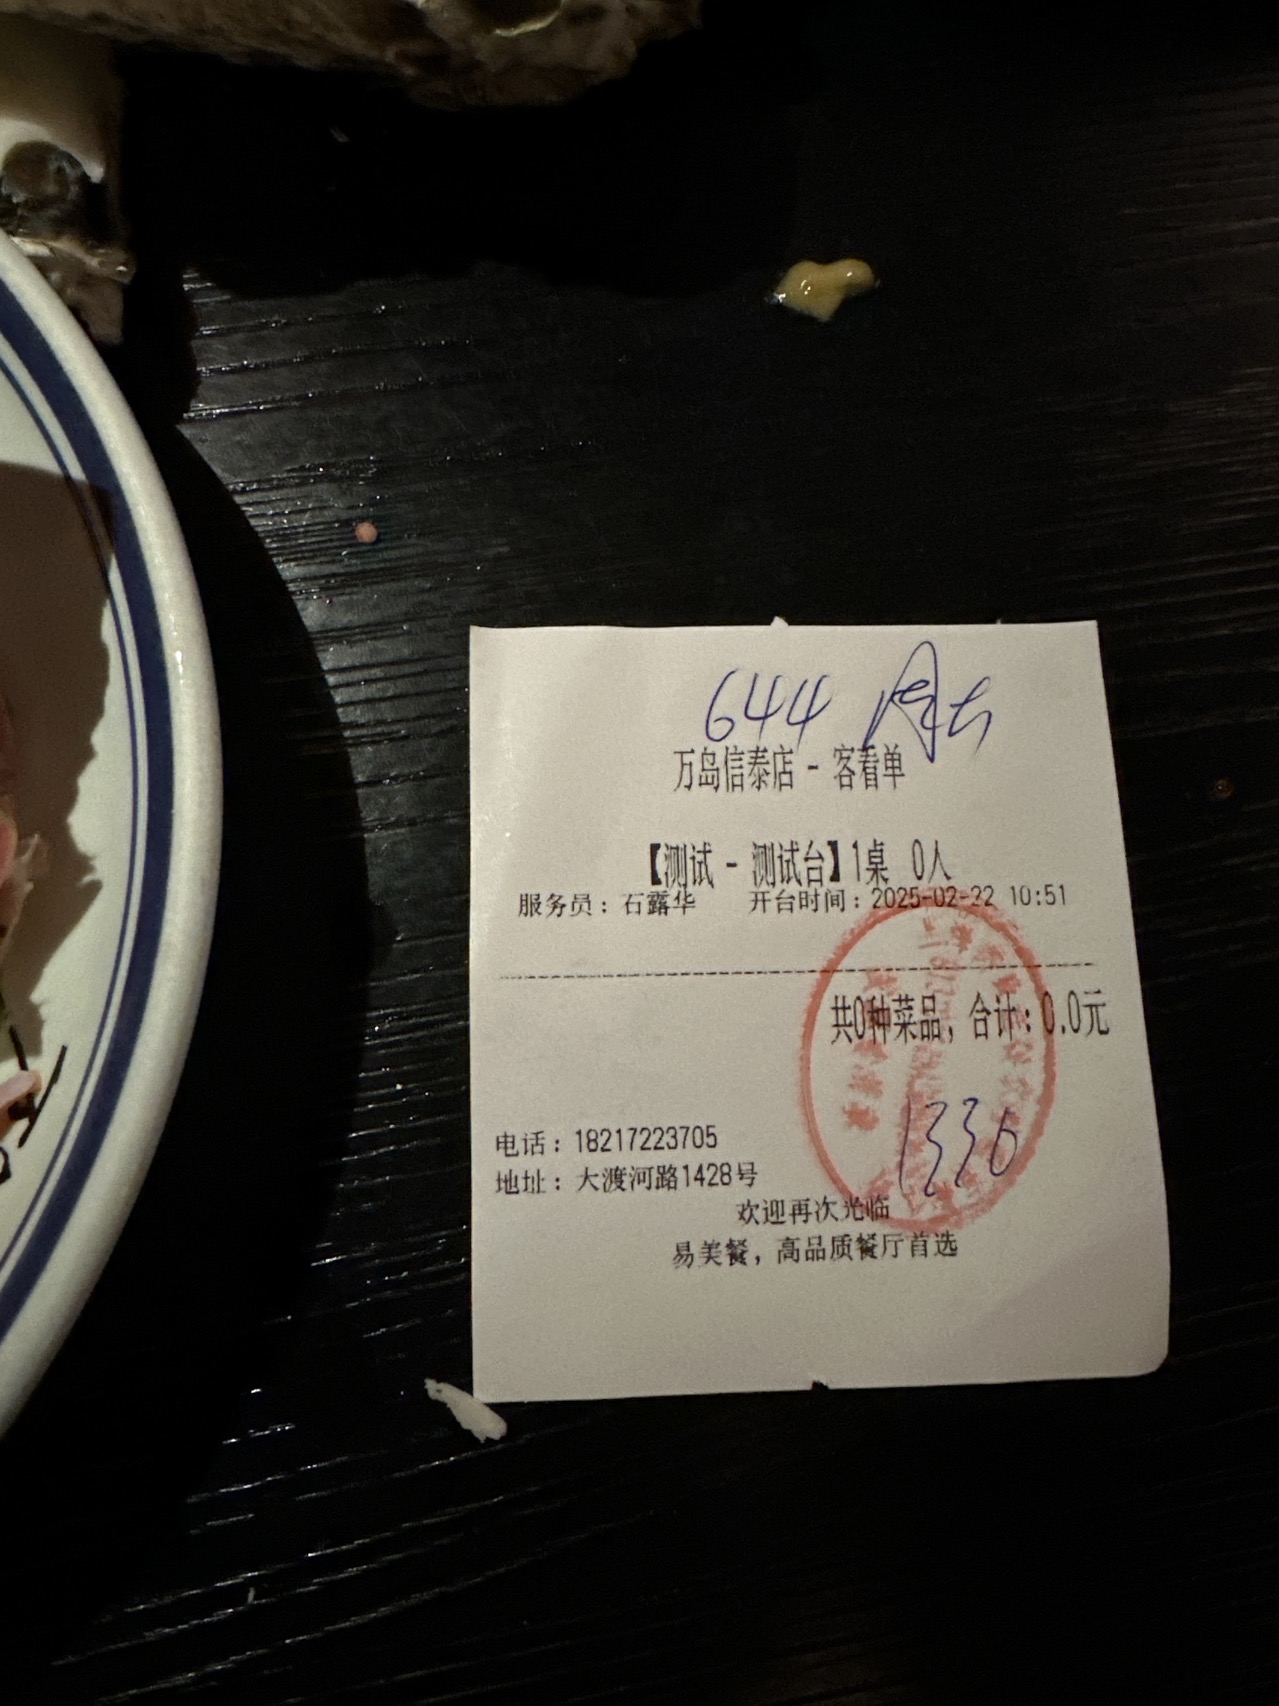 644
万岛信泰店 - 客看单
【测试 - 测试台】1桌 0人
服务员：石露华 开台时间：2025-02-22 10:51
共0种菜品，合计：0.0元
1336
电话：18217223705
地址：大渡河路1428号
欢迎再次光临
易美餐，高品质餐厅首选